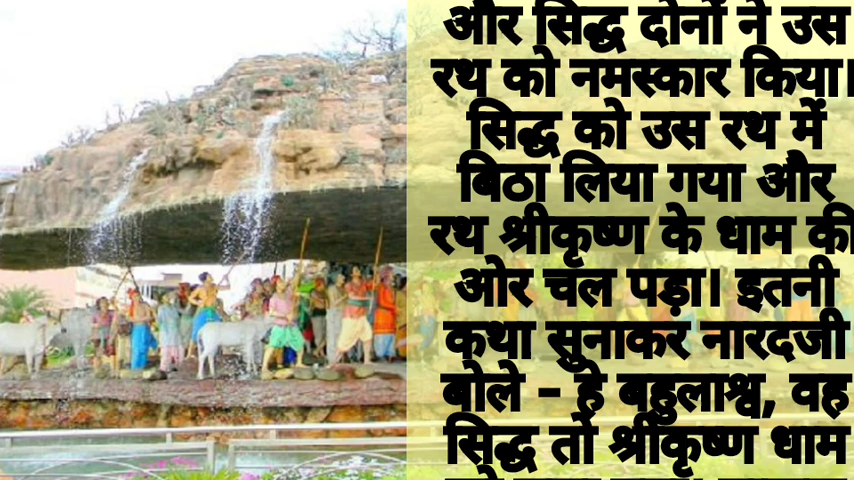 और सिद्ध दोनों ने उस
रथ को नमस्कार किया।
सिद्ध को उस रथ में
बिठा लिया गया और
रथ श्रीकृष्ण के धाम की
ओर चल पड़ा। इतनी
कथा सुनाकर नारदजी
बोले - हे बहुलाश्व, वह
सिद्ध तो श्रीकृष्ण धाम